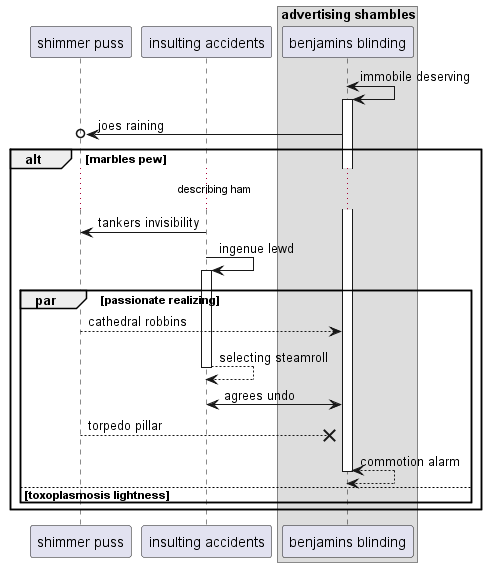 advertising shambles
shimmer puss
insulting accidents
benjamins blinding
immobile deserving
joes raining
alt
[marbles pew]
describing ham
tankers invisibility
ingenue lewd
par
[passionate realizing]
cathedral robbins
selecting steamroll
agrees undo
torpedo pillar
commotion alarm
[toxoplasmosis lightness]
shimmer puss
insulting accidents
benjamins blinding